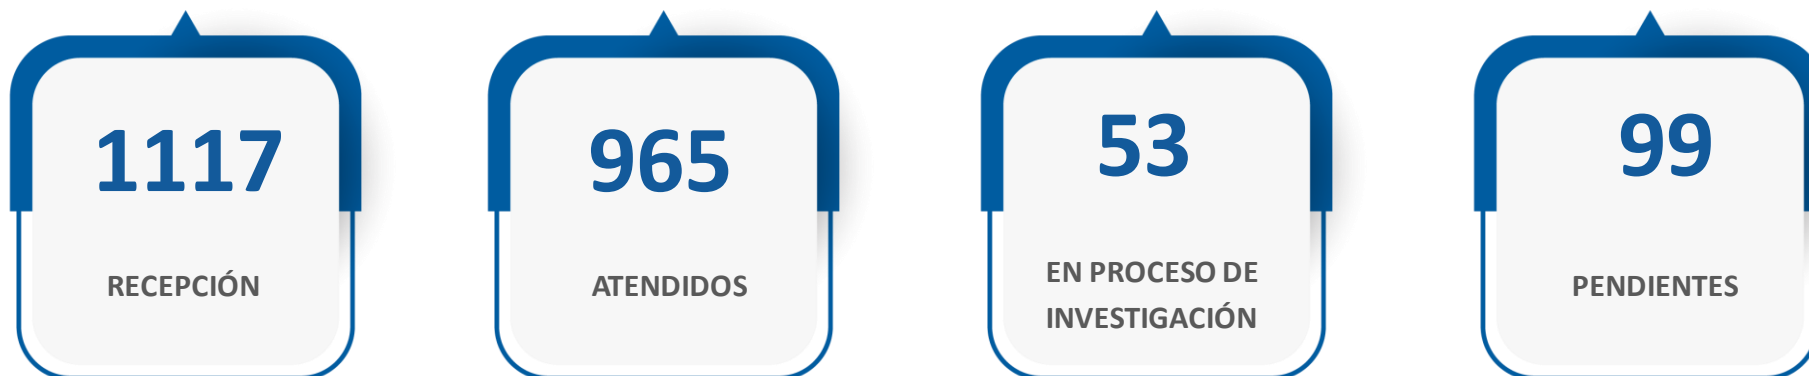 1117
RECEPCIÓN
965
ATENDIDOS
53
EN PROCESO DE
INVESTIGACIÓN
99
PENDIENTES